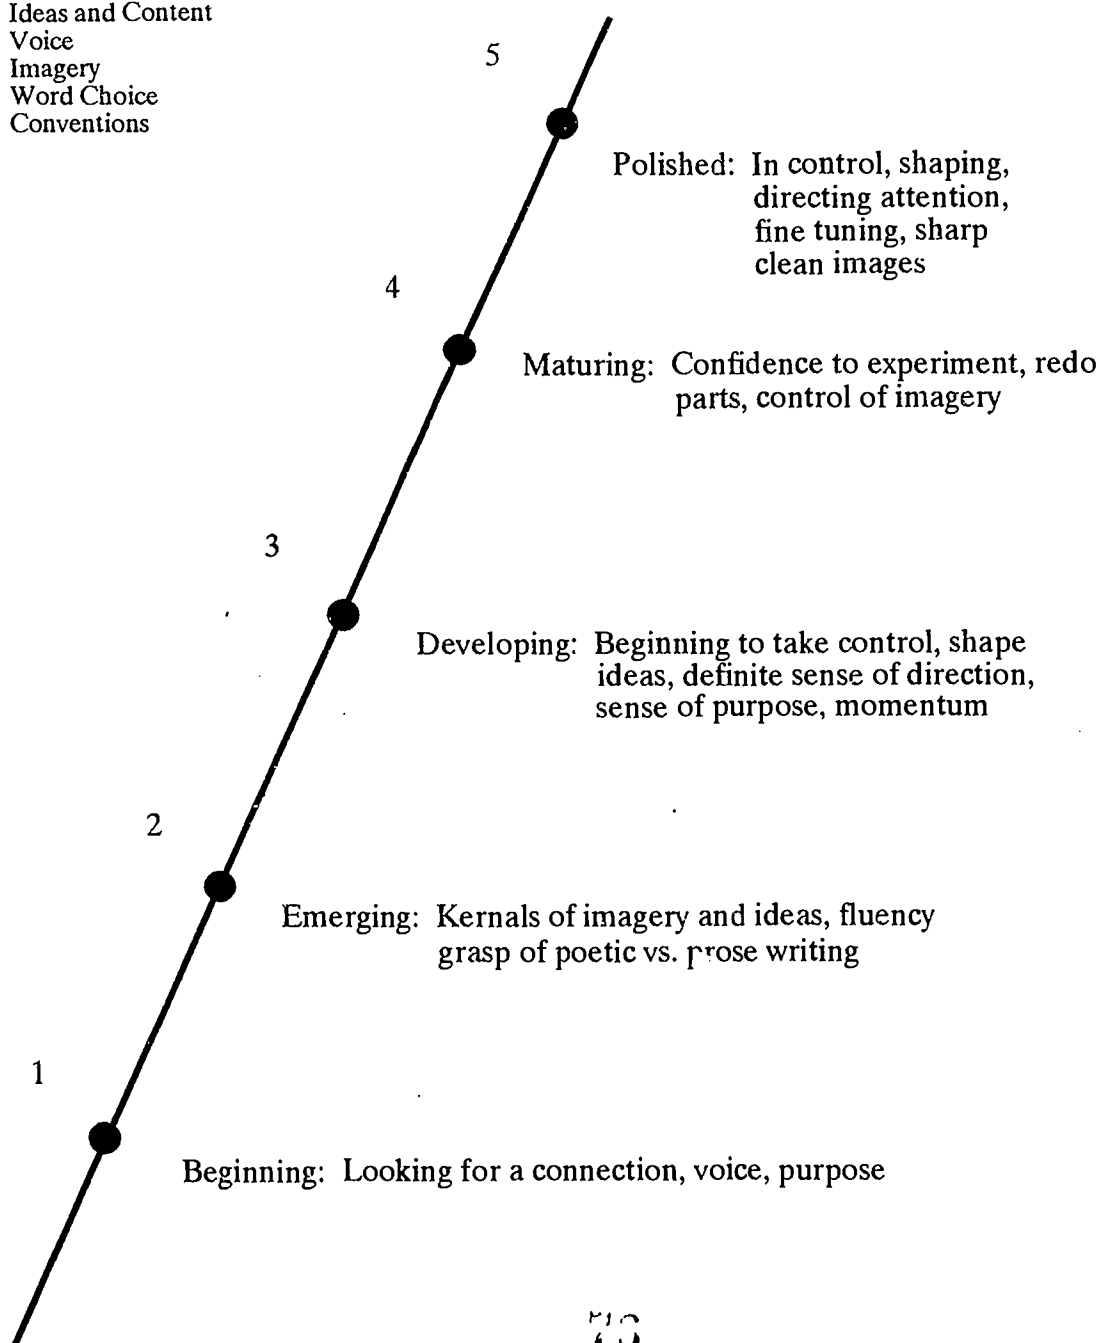 Ideas and Content
Voice
Imagery
Word Choice
Conventions
5
Polished: In control, shaping,
directing attention,
fine tuning, sharp
clean images
4
Maturing: Confidence to experiment, redo
parts, control of imagery
3
Developing: Beginning to take control, shape
ideas, definite sense of direction,
sense of purpose, momentum
2
Emerging: Kernals of imagery and ideas, fluency
grasp of poetic vs. prose writing
1
Beginning: Looking for a connection, voice, purpose